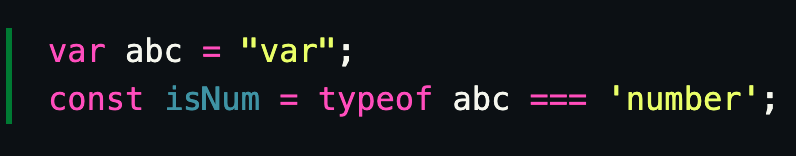 var abc = "var";
const isNum = typeof abc === 'number';